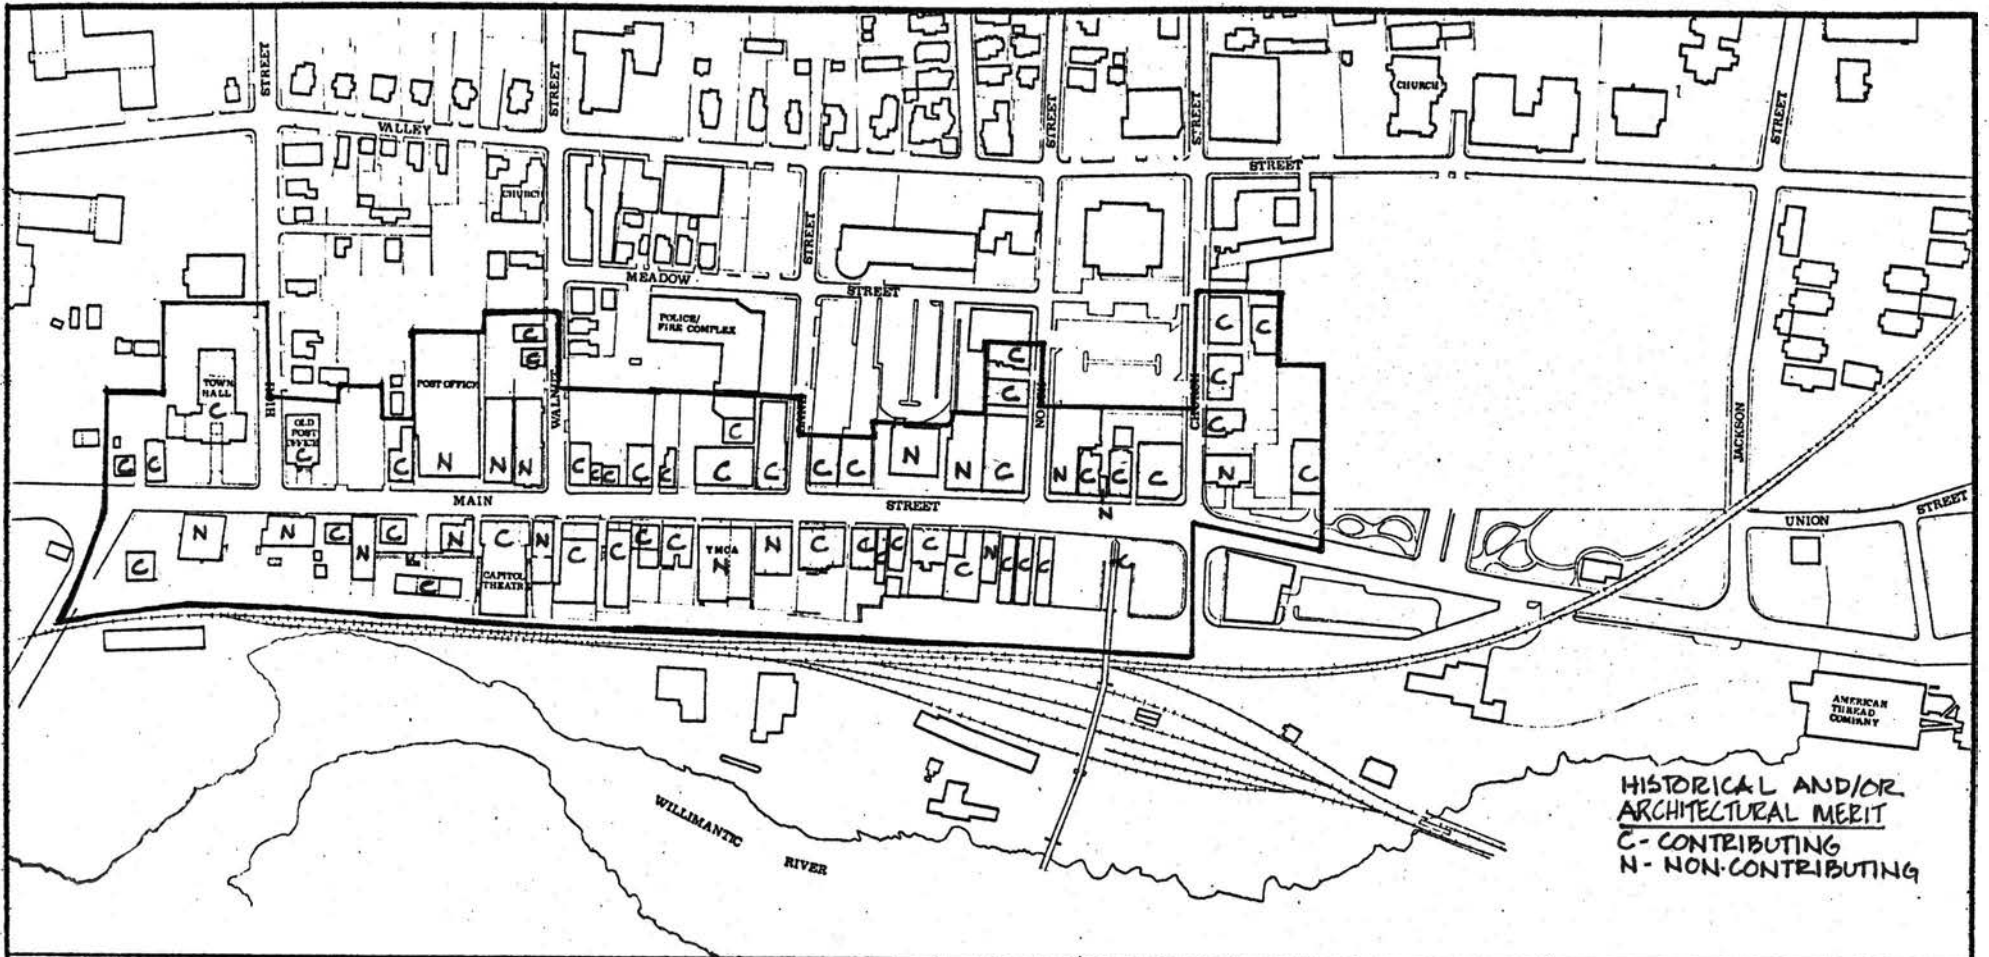 STREET
STREET
STREET
STREET
STREET
CHURCH
VALLEY
STREET
CHURCH
STREET
MEADOW
STREET
POLICE/
FIRE COMPLEX
C
C
C
C
C
TOWN
HALL
C
HIGH
POST OFFICE
WALNUT
C
C
CHURCH
C
OLD
POST
OFFICE
C
C
C
C
N
N
N
C
C
C
C
C
C
C
C
C
C
N
N
C
N
C
C
C
N
C
JACKSON
MAIN
STREET
N
UNION
STREET
C
N
N
C
N
C
N
C
N
C
C
C
C
YMCA
N
N
C
C
C
C
C
C
N
C
C
C
C
C
CAPITOL
THEATRE
AMERICAN
THREAD
COMPANY
WILLIMANTIC
RIVER
HISTORICAL AND/OR
ARCHITECTURAL MERIT
C - CONTRIBUTING
N - NON-CONTRIBUTING